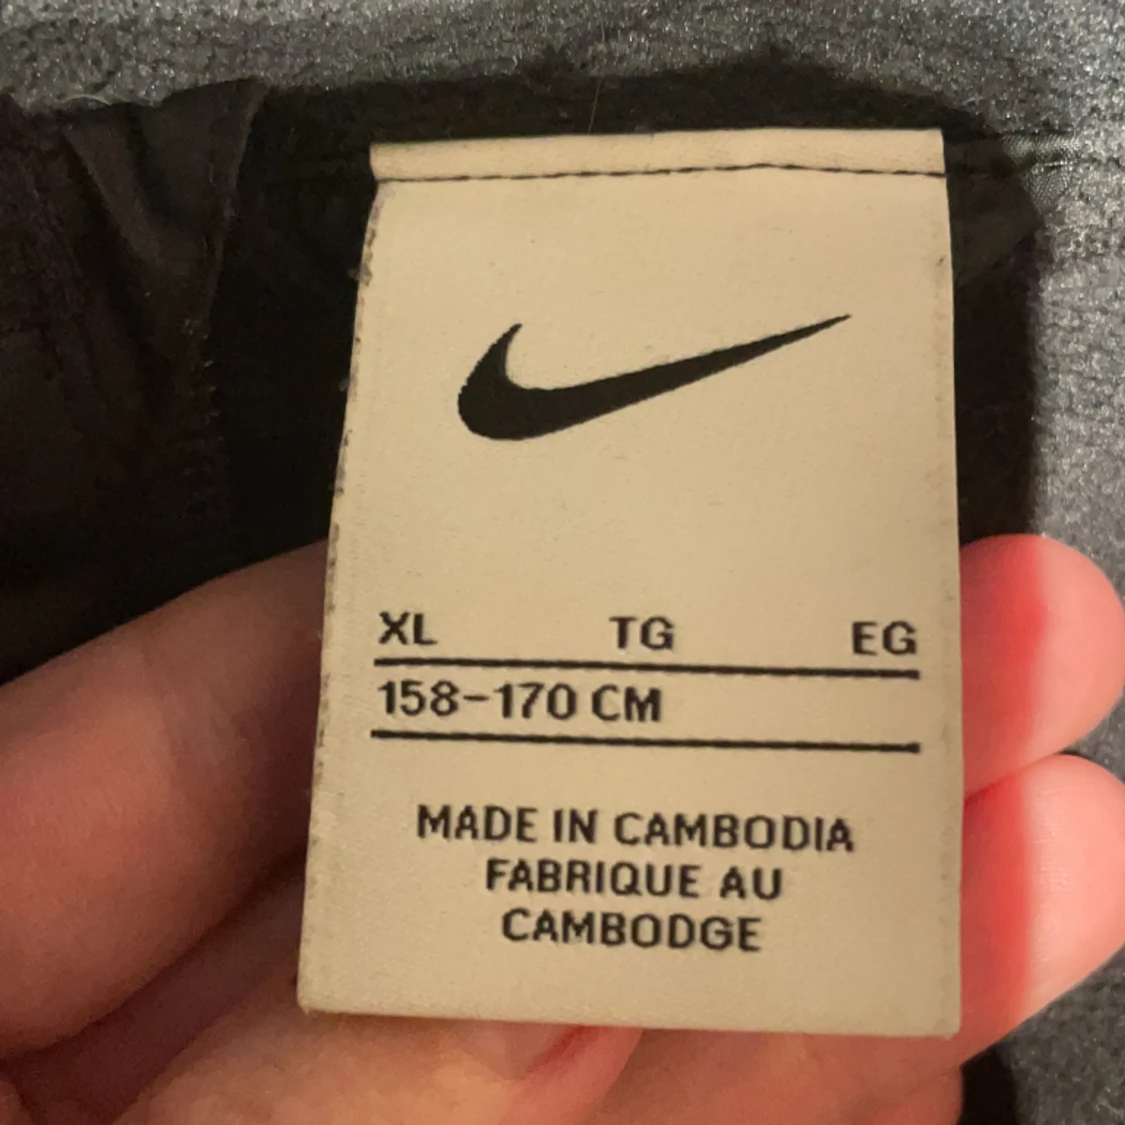 XL TG EG
158-170 CM
MADE IN CAMBODIA
FABRIQUE AU
CAMBODGE